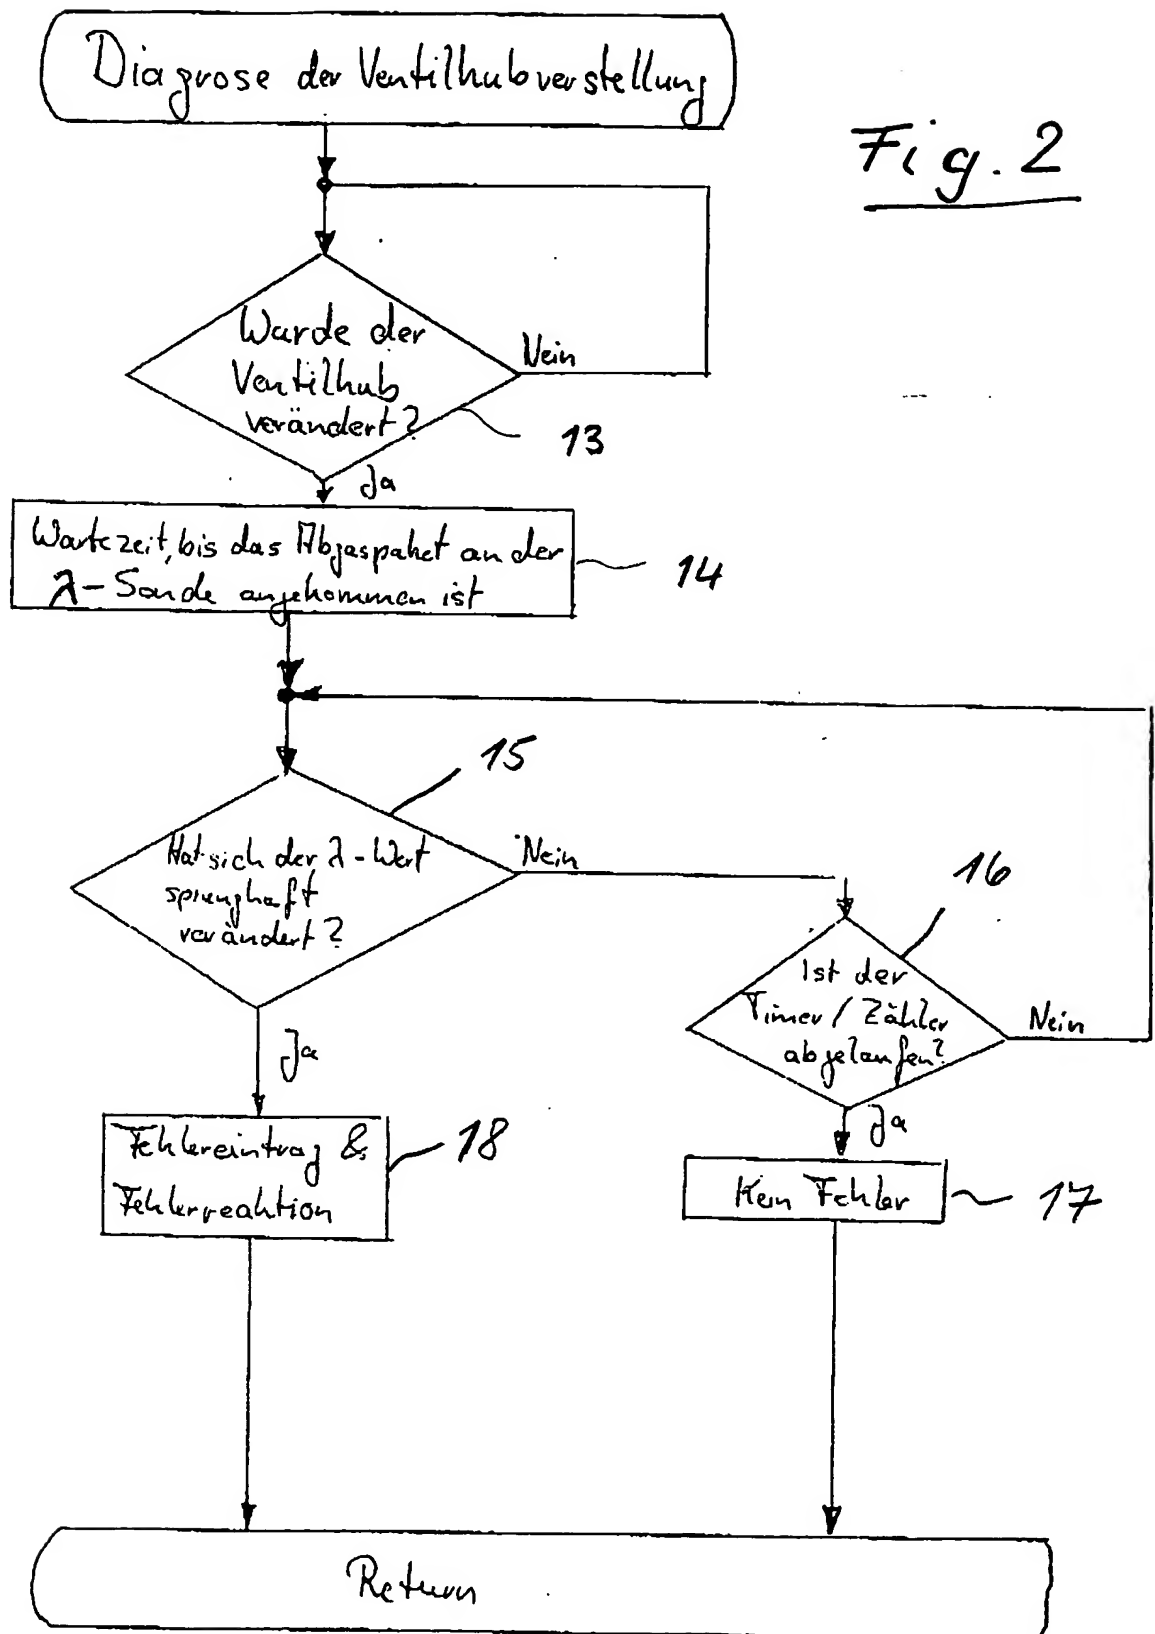 Diagnose der Ventilhubverstellung
Fig. 2
Wurde der
Ventilhub
verändert?
Nein
13
Ja
Wartezeit, bis das Abgaspaket an der
λ-Sonde angekommen ist
14
15
Hat sich der λ-Wert
sprunghaft
verändert?
Nein
16
Ist der
Timer / Zähler
abgelaufen?
Nein
Ja
Ja
Fehlereintrag &
Fehlerreaktion
18
Kein Fehler
17
Return